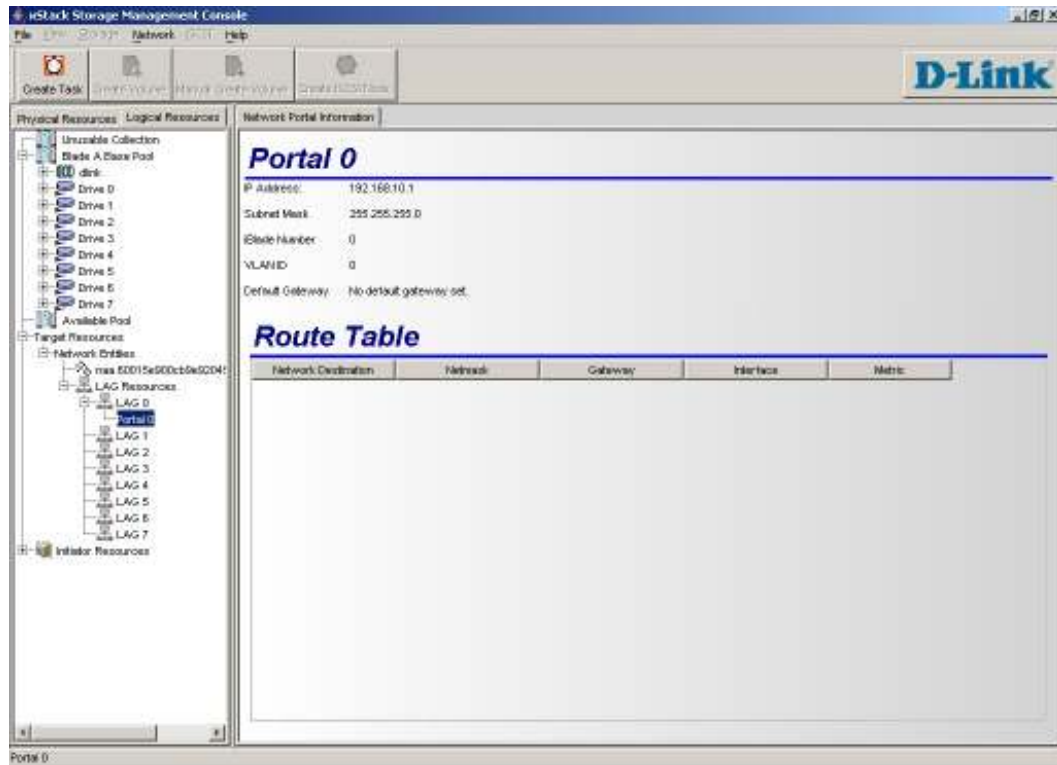 Storage Management Console
File
Network
Help
Create Task
D-Link
Physical Resources Logical Resources
Network Portal Information
Unusable Collection
Blade A Base Pool
dlink
Drive 0
Drive 1
Drive 2
Drive 3
Drive 4
Drive 5
Drive 6
Drive 7
Available Pool
Target Resources
Network Entities
LAG Resources
LAG 0
Portal 0
LAG 1
LAG 2
LAG 3
LAG 4
LAG 5
LAG 6
LAG 7
Initiator Resources
Portal 0
IP Address: 192.168.10.1
Subnet Mask 255.255.255.0
iBlade Number 0
VLAN ID 0
Default Gateway No default gateway set.
Route Table
Network Destination Netmask Gateway Interface Metric
Portal 0